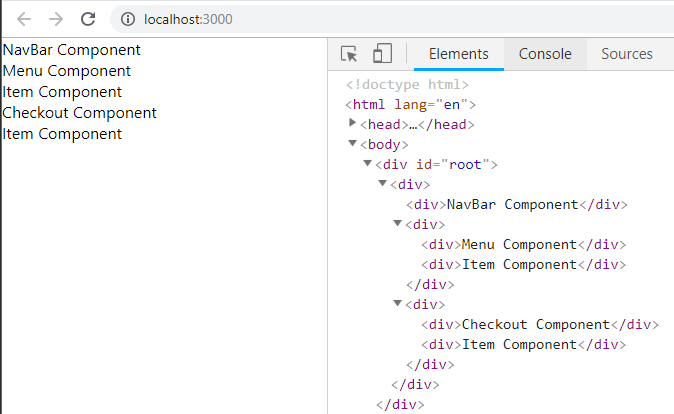 localhost:3000
NavBar Component
Menu Component
Item Component
Checkout Component
Item Component
Elements Console Sources
<!doctype html>
<html lang="en">
<head>…</head>
<body>
<div id="root">
<div>
<div>NavBar Component</div>
<div>
<div>Menu Component</div>
<div>Item Component</div>
</div>
<div>
<div>Checkout Component</div>
<div>Item Component</div>
</div>
</div>
</div>